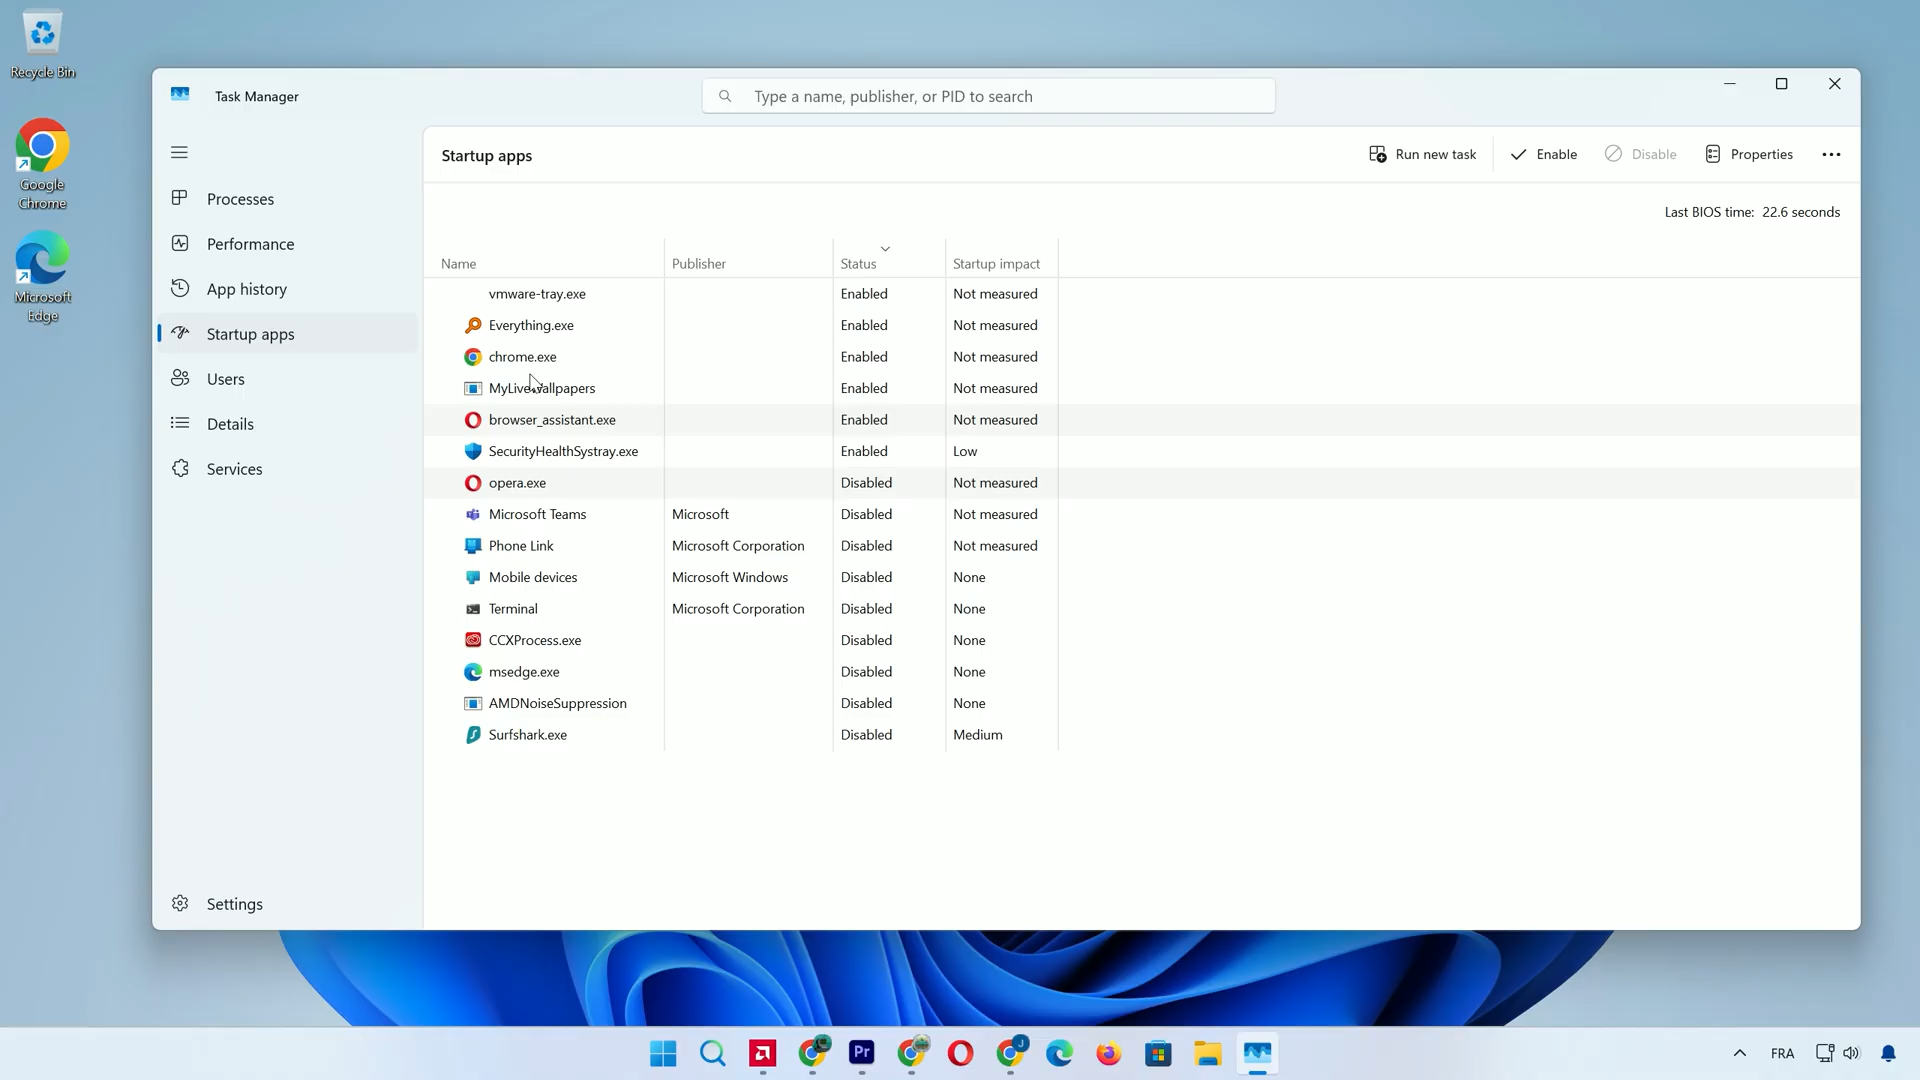 Recycle Bin
Google
Chrome
Microsoft
Edge
Task Manager
Type a name, publisher, or PID to search
Processes
Performance
App history
Startup apps
Users
Details
Services
Settings
Startup apps
Run new task
Enable
Disable
Properties
Last BIOS time: 22.6 seconds
Name Publisher Status Startup impact
vmware-tray.exe Enabled Not measured
Everything.exe Enabled Not measured
chrome.exe Enabled Not measured
MyLiveWallpapers Enabled Not measured
browser_assistant.exe Enabled Not measured
SecurityHealthSystray.exe Enabled Low
opera.exe Disabled Not measured
Microsoft Teams Microsoft Disabled Not measured
Phone Link Microsoft Corporation Disabled Not measured
Mobile devices Microsoft Windows Disabled None
Terminal Microsoft Corporation Disabled None
CCXProcess.exe Disabled None
msedge.exe Disabled None
AMDNoiseSuppression Disabled None
Surfshark.exe Disabled Medium
Pr
J
FRA